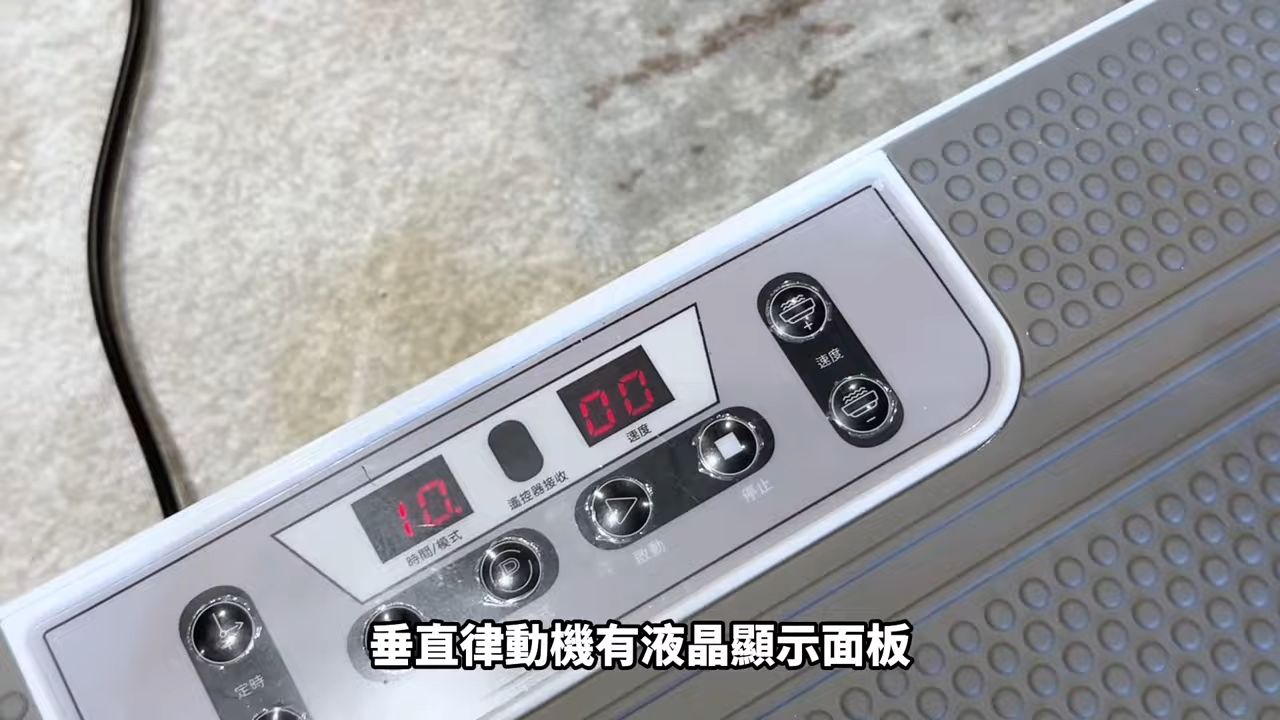 00
速度
速度
10.
遙控器接收
時間/模式
停止
啟動
P
定時
垂直律動機有液晶顯示面板